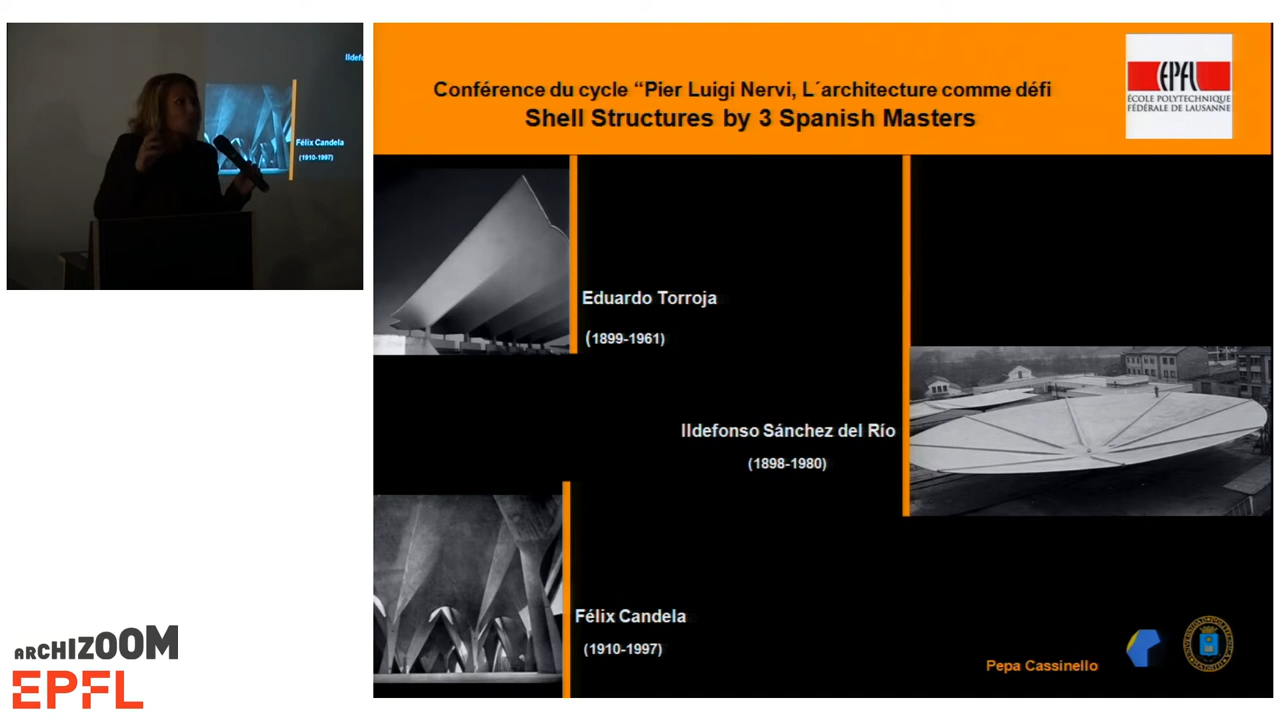 Ildefo
Félix Candela
(1910-1997)
Conférence du cycle “Pier Luigi Nervi, L´architecture comme défi
Shell Structures by 3 Spanish Masters
EPFL
ÉCOLE POLYTECHNIQUE
FÉDÉRALE DE LAUSANNE
Eduardo Torroja
(1899-1961)
Ildefonso Sánchez del Río
(1898-1980)
Félix Candela
(1910-1997)
Pepa Cassinello
ARCHIZOOM
EPFL